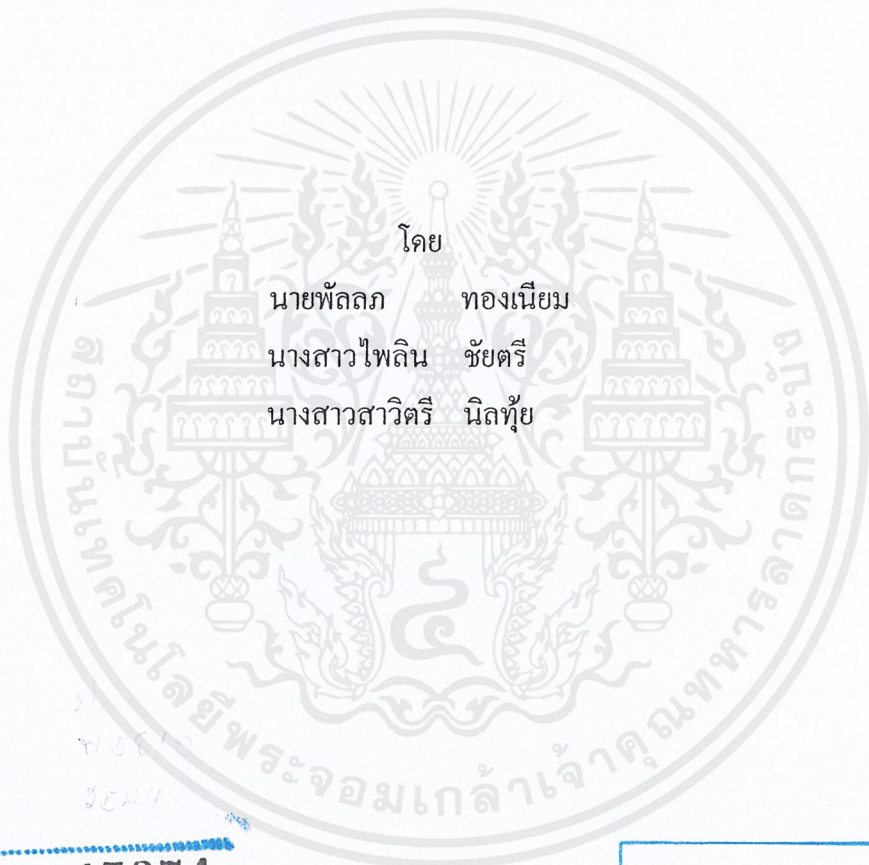 โดย
นายพัลลภ ทองเนียม
นางสาวไพลิน ชัยตรี
นางสาวสาวิตรี นิลทุ้ย
สถาบันเทคโนโลยีพระจอมเกล้าเจ้าคุณทหารลาดกระบัง
2544